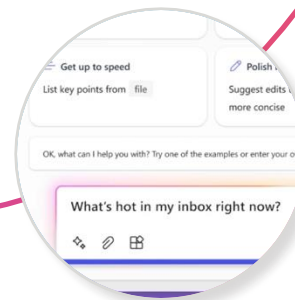 Get up to speed
Polish
List key points from file
Suggest edits
more concise
OK, what can I help you with? Try one of the examples or enter your o
What's hot in my inbox right now?